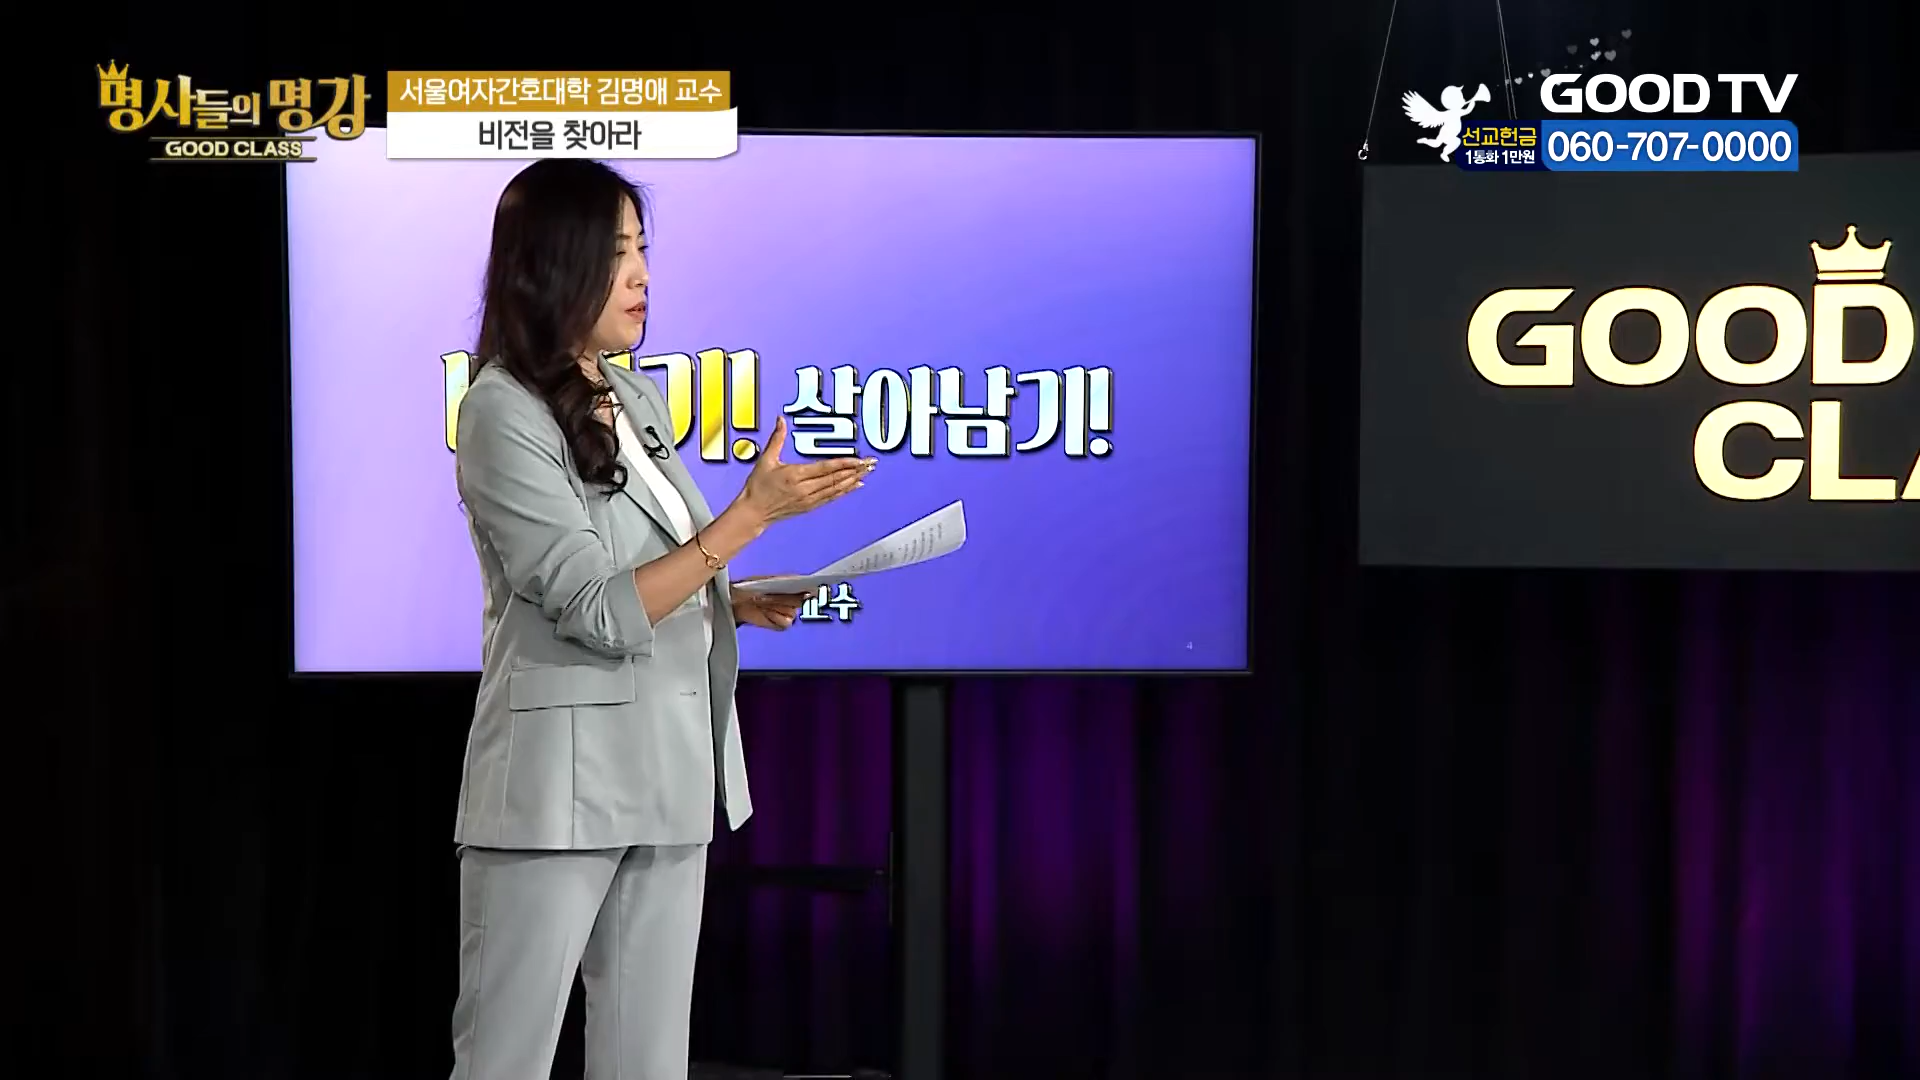 명사들의 명강
GOOD CLASS
서울여자간호대학 김명애 교수
비전을 찾아라
GOOD TV
선교헌금
1통화 1만원
060-707-0000
살아남기!
교수
4
GOOD